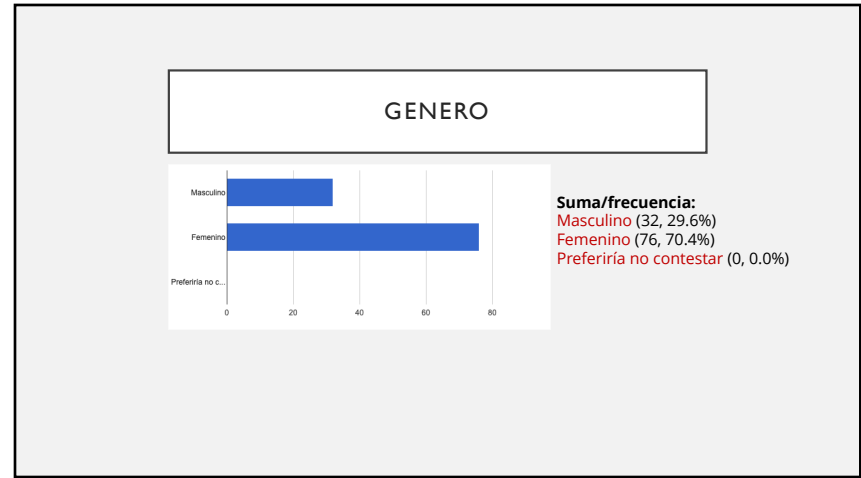 GENERO
Masculino
Femenino
Preferiría no c...
0 20 40 60 80
Suma/frecuencia:
Masculino (32, 29.6%)
Femenino (76, 70.4%)
Preferiría no contestar (0, 0.0%)